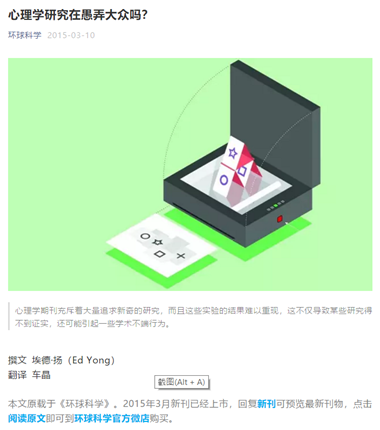 心理学研究在愚弄大众吗？
环球科学 2015-03-10
心理学期刊充斥着大量追求新奇的研究，而且这些实验的结果难以重现，这不仅导致某些研究得
不到证实，还可能引起一些学术不端行为。
撰文 埃德·扬（Ed Yong）
翻译 车晶
截图(Alt + A)
本文原载于《环球科学》。2015年3月新刊已经上市，回复新刊可预览最新刊物，点击
阅读原文即可到环球科学官方微店购买。